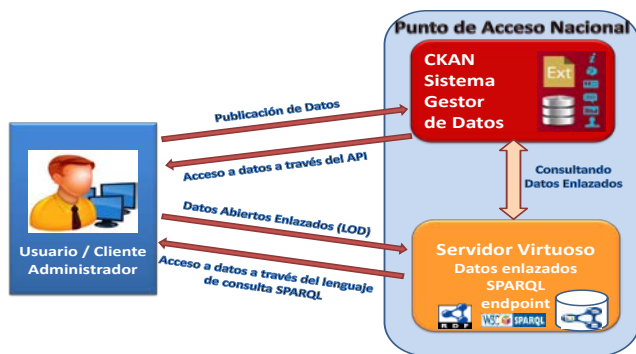 Punto de Acceso Nacional
CKAN
Sistema
Gestor
de Datos
Ext
Publicación de Datos
Acceso a datos a través del API
Consultando
Datos Enlazados
Usuario / Cliente
Administrador
Datos Abiertos Enlazados (LOD)
Acceso a datos a través del lenguaje
de consulta SPARQL
Servidor Virtuoso
Datos enlazados
SPARQL
endpoint
RDF
W3C SPARQL